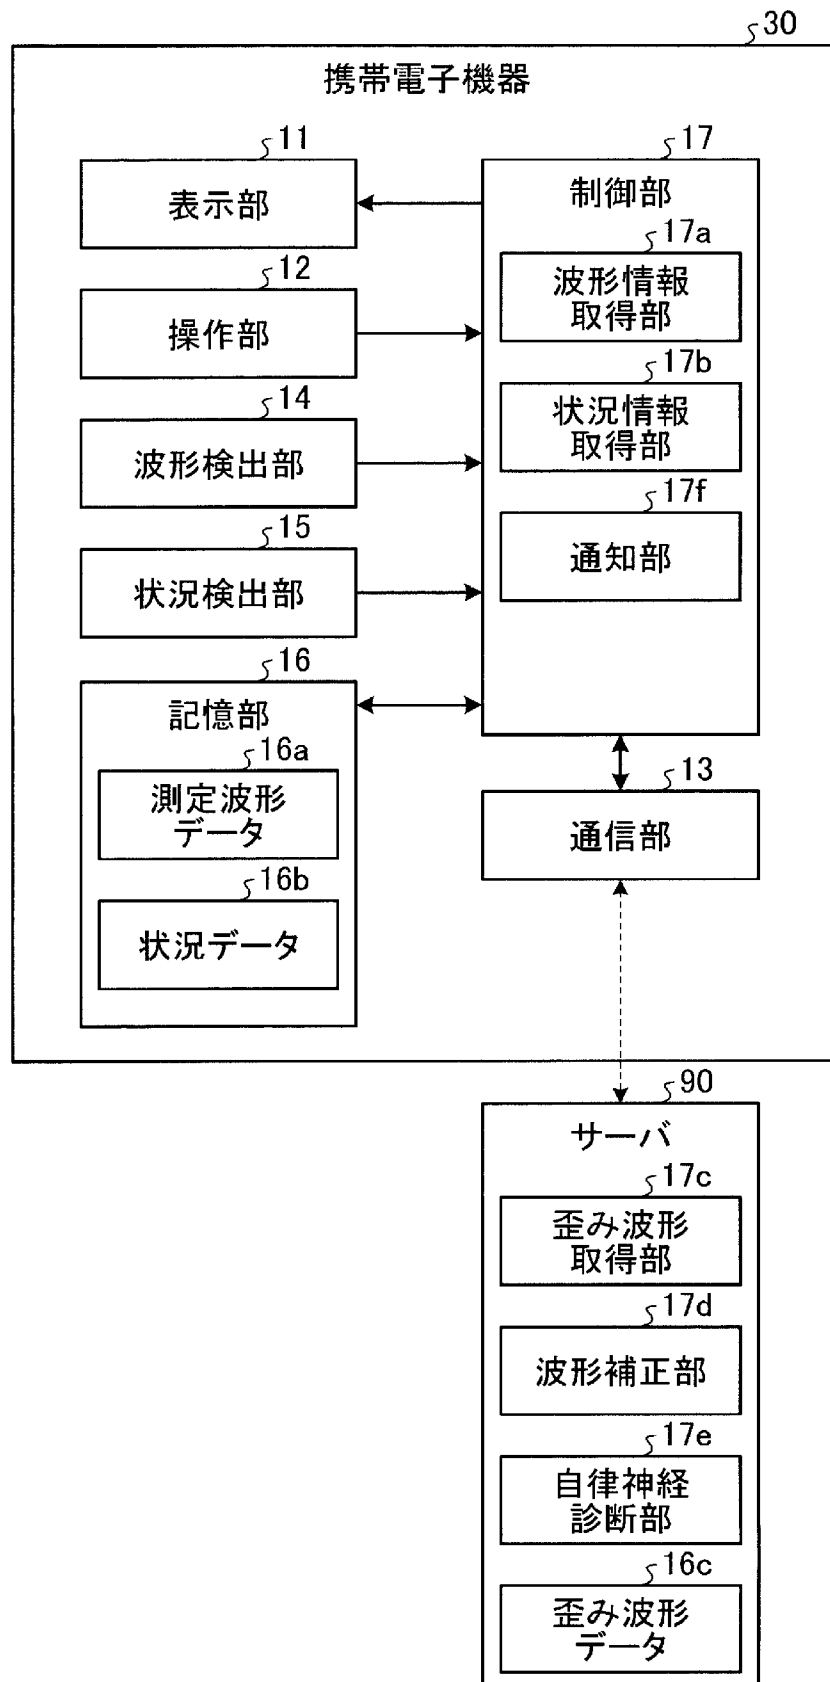 30
携帯電子機器
11
表示部
12
操作部
14
波形検出部
15
状況検出部
16
記憶部
16a
測定波形
データ
16b
状況データ
17
制御部
17a
波形情報
取得部
17b
状況情報
取得部
17f
通知部
13
通信部
90
サーバ
17c
歪み波形
取得部
17d
波形補正部
17e
自律神経
診断部
16c
歪み波形
データ